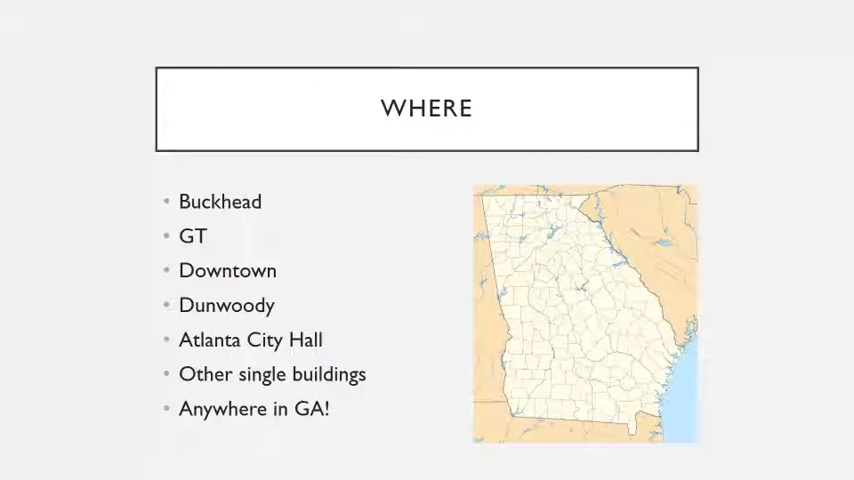 WHERE
• Buckhead
• GT
• Downtown
• Dunwoody
• Atlanta City Hall
• Other single buildings
• Anywhere in GA!